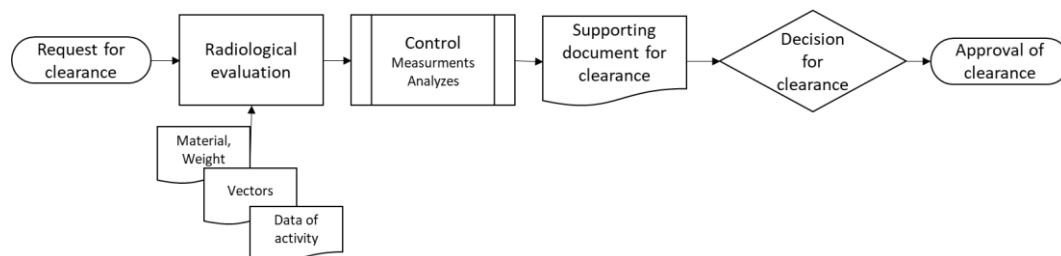 Request for
clearance
Radiological
evaluation
Control
Measurments
Analyzes
Supporting
document for
clearance
Decision
for
clearance
Approval of
clearance
Material,
Weight
Vectors
Data of
activity